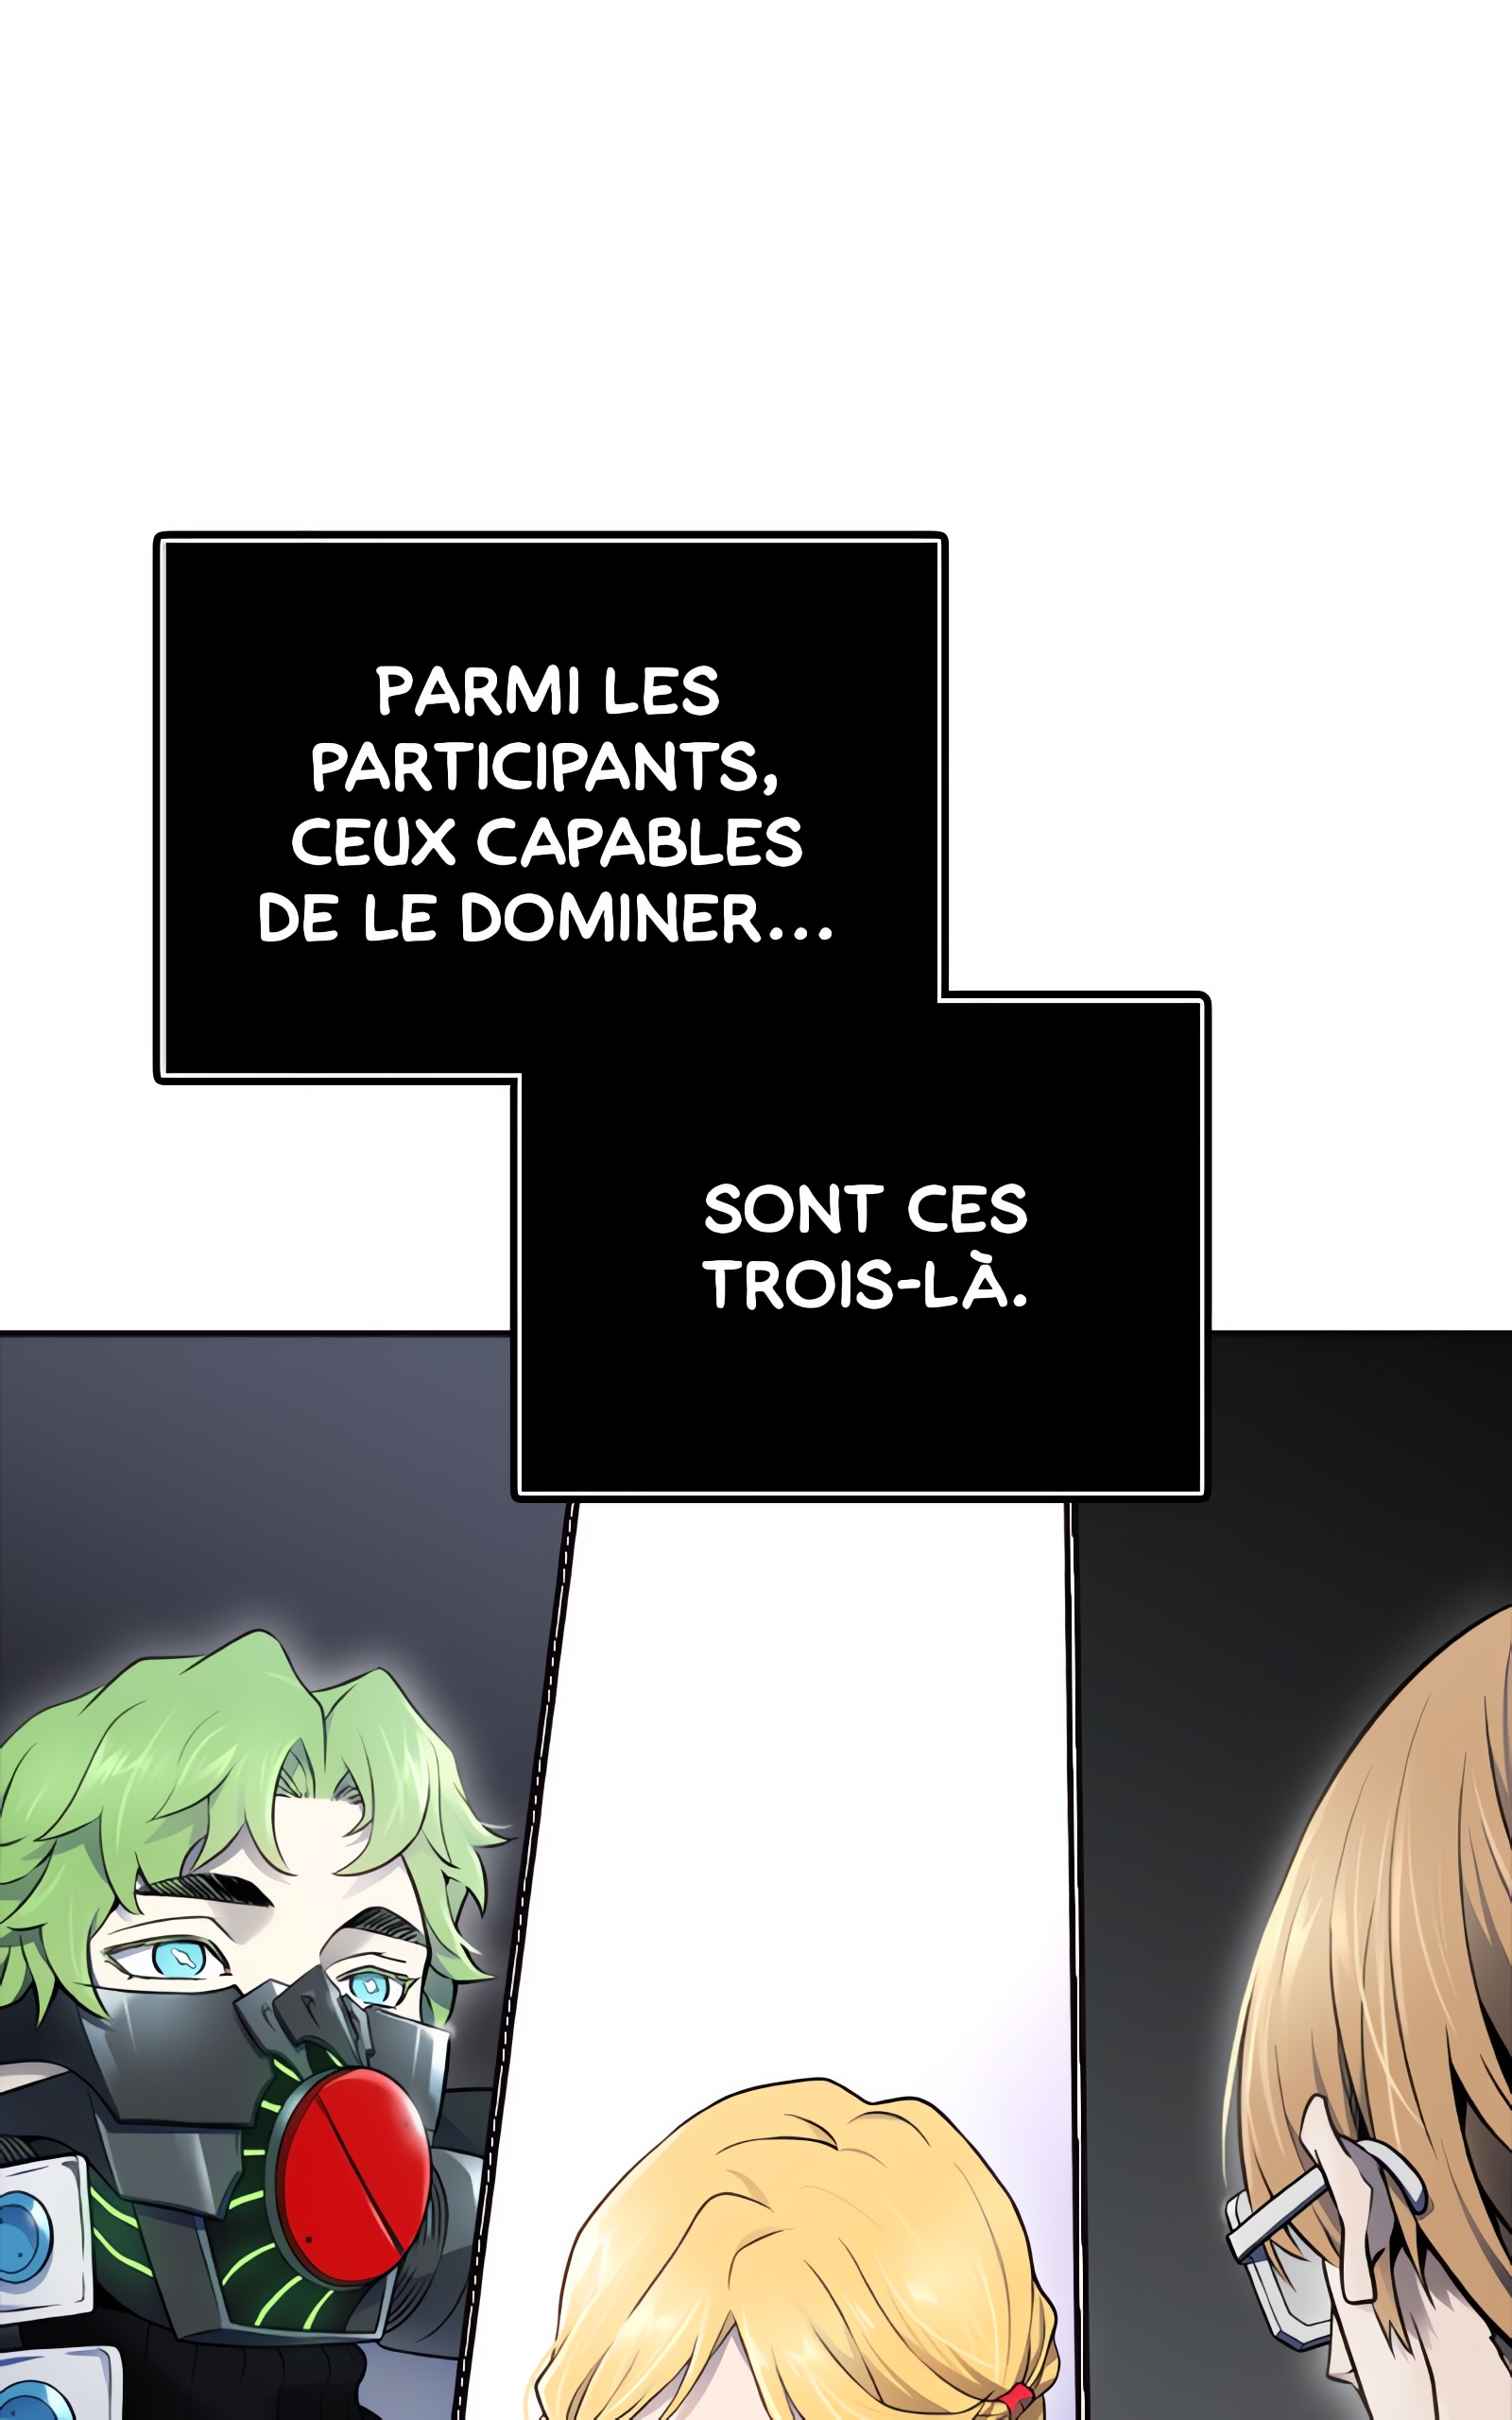 PARMI LES
PARTICIPANTS,
CEUX CAPABLES
DE LE DOMINER...
SONT CES
TROIS-LÀ.